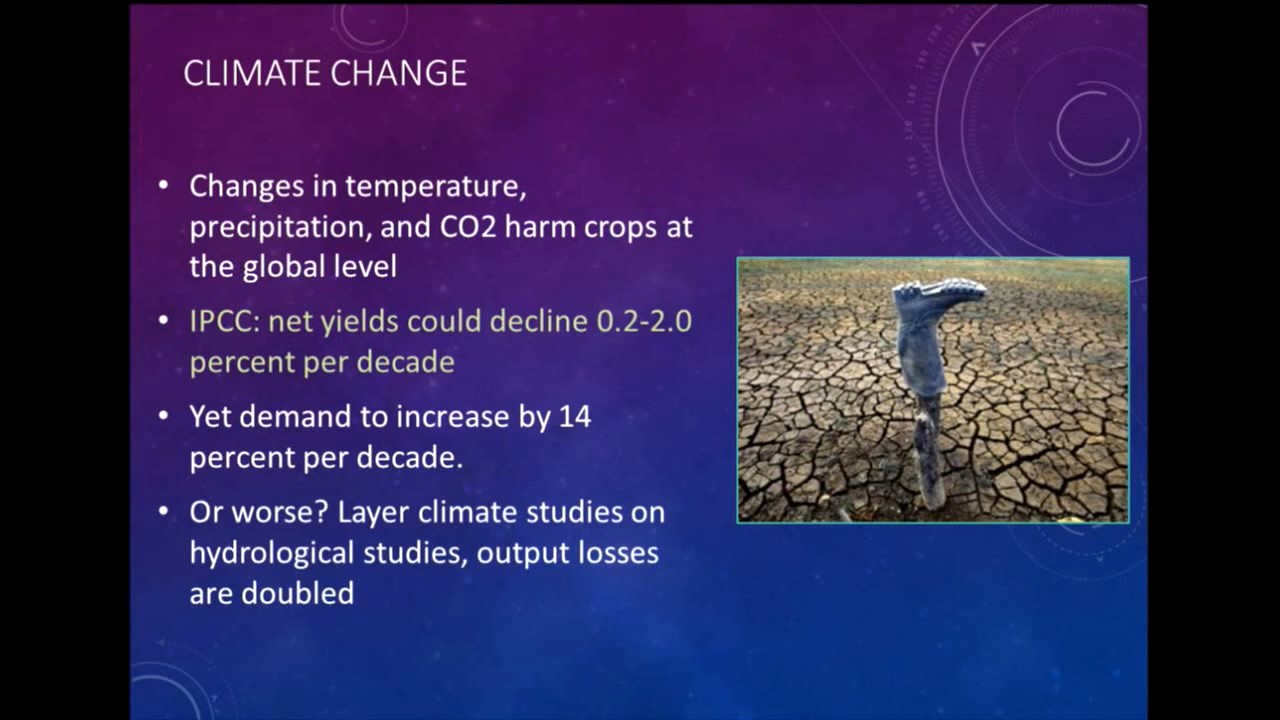 CLIMATE CHANGE
• Changes in temperature,
precipitation, and CO2 harm crops at
the global level
• IPCC: net yields could decline 0.2-2.0
percent per decade
• Yet demand to increase by 14
percent per decade.
• Or worse? Layer climate studies on
hydrological studies, output losses
are doubled